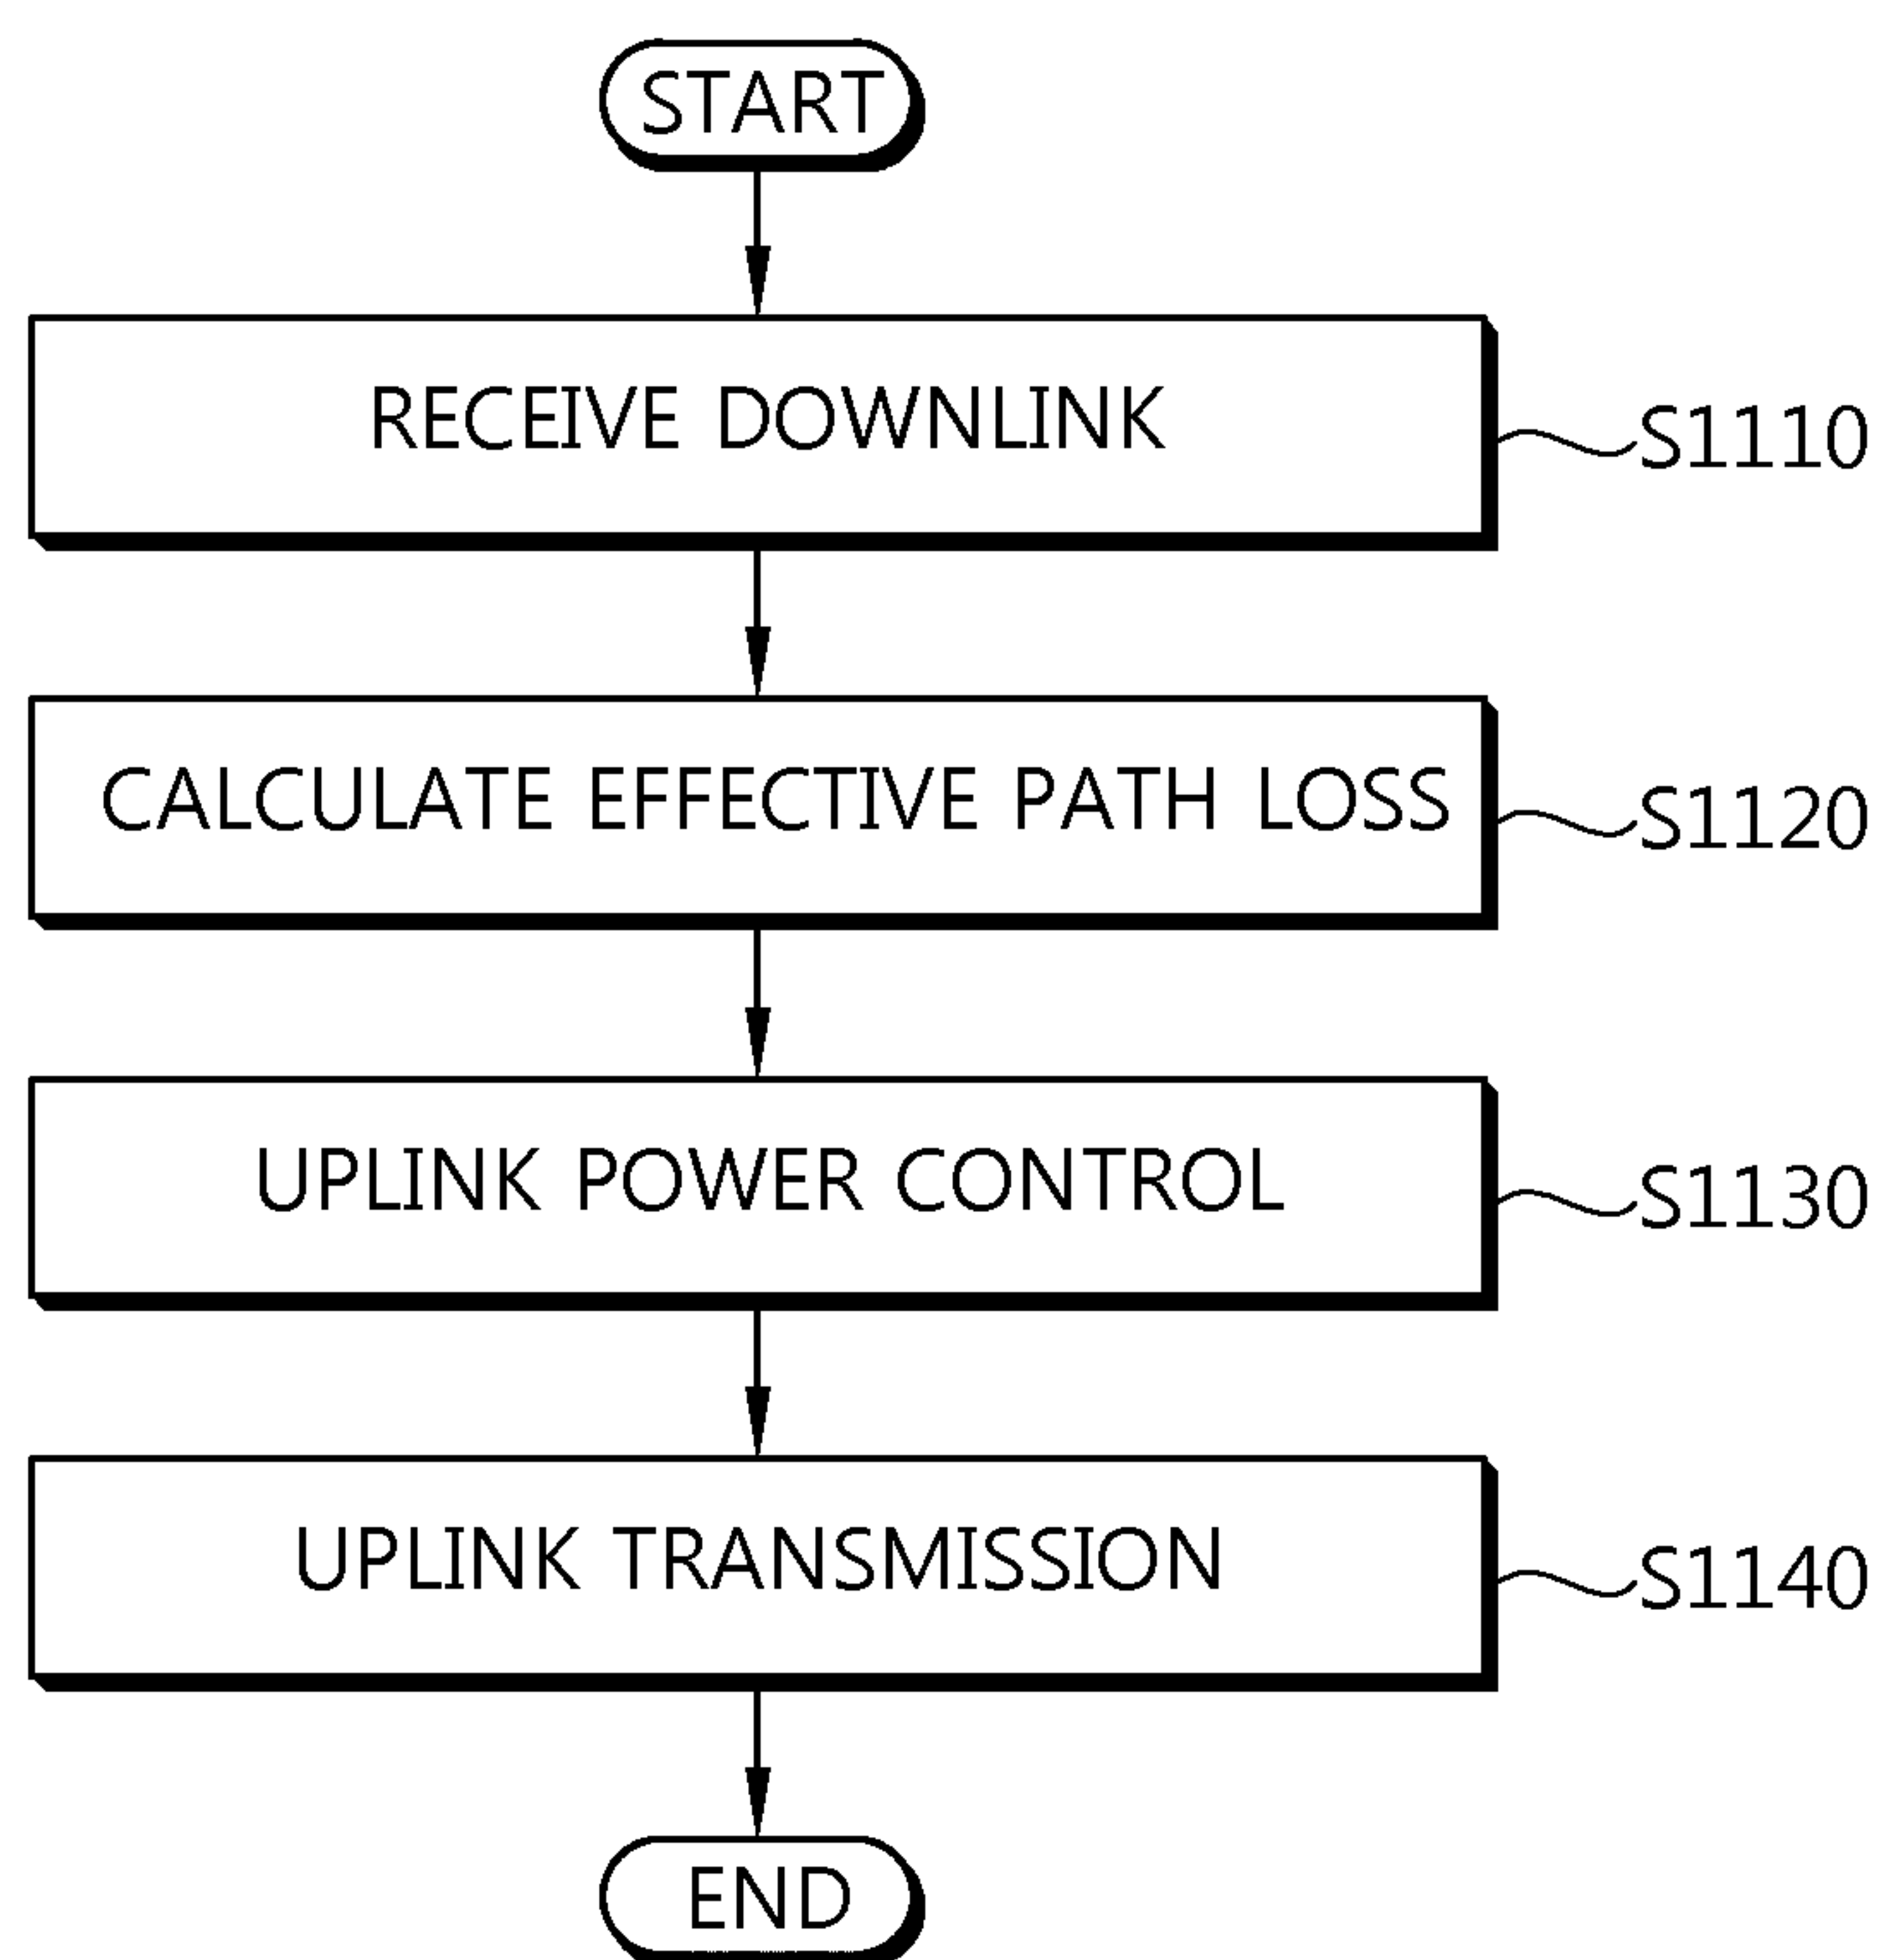 START
RECEIVE DOWNLINK
S1110
CALCULATE EFFECTIVE PATH LOSS
S1120
UPLINK POWER CONTROL
S1130
UPLINK TRANSMISSION
S1140
END